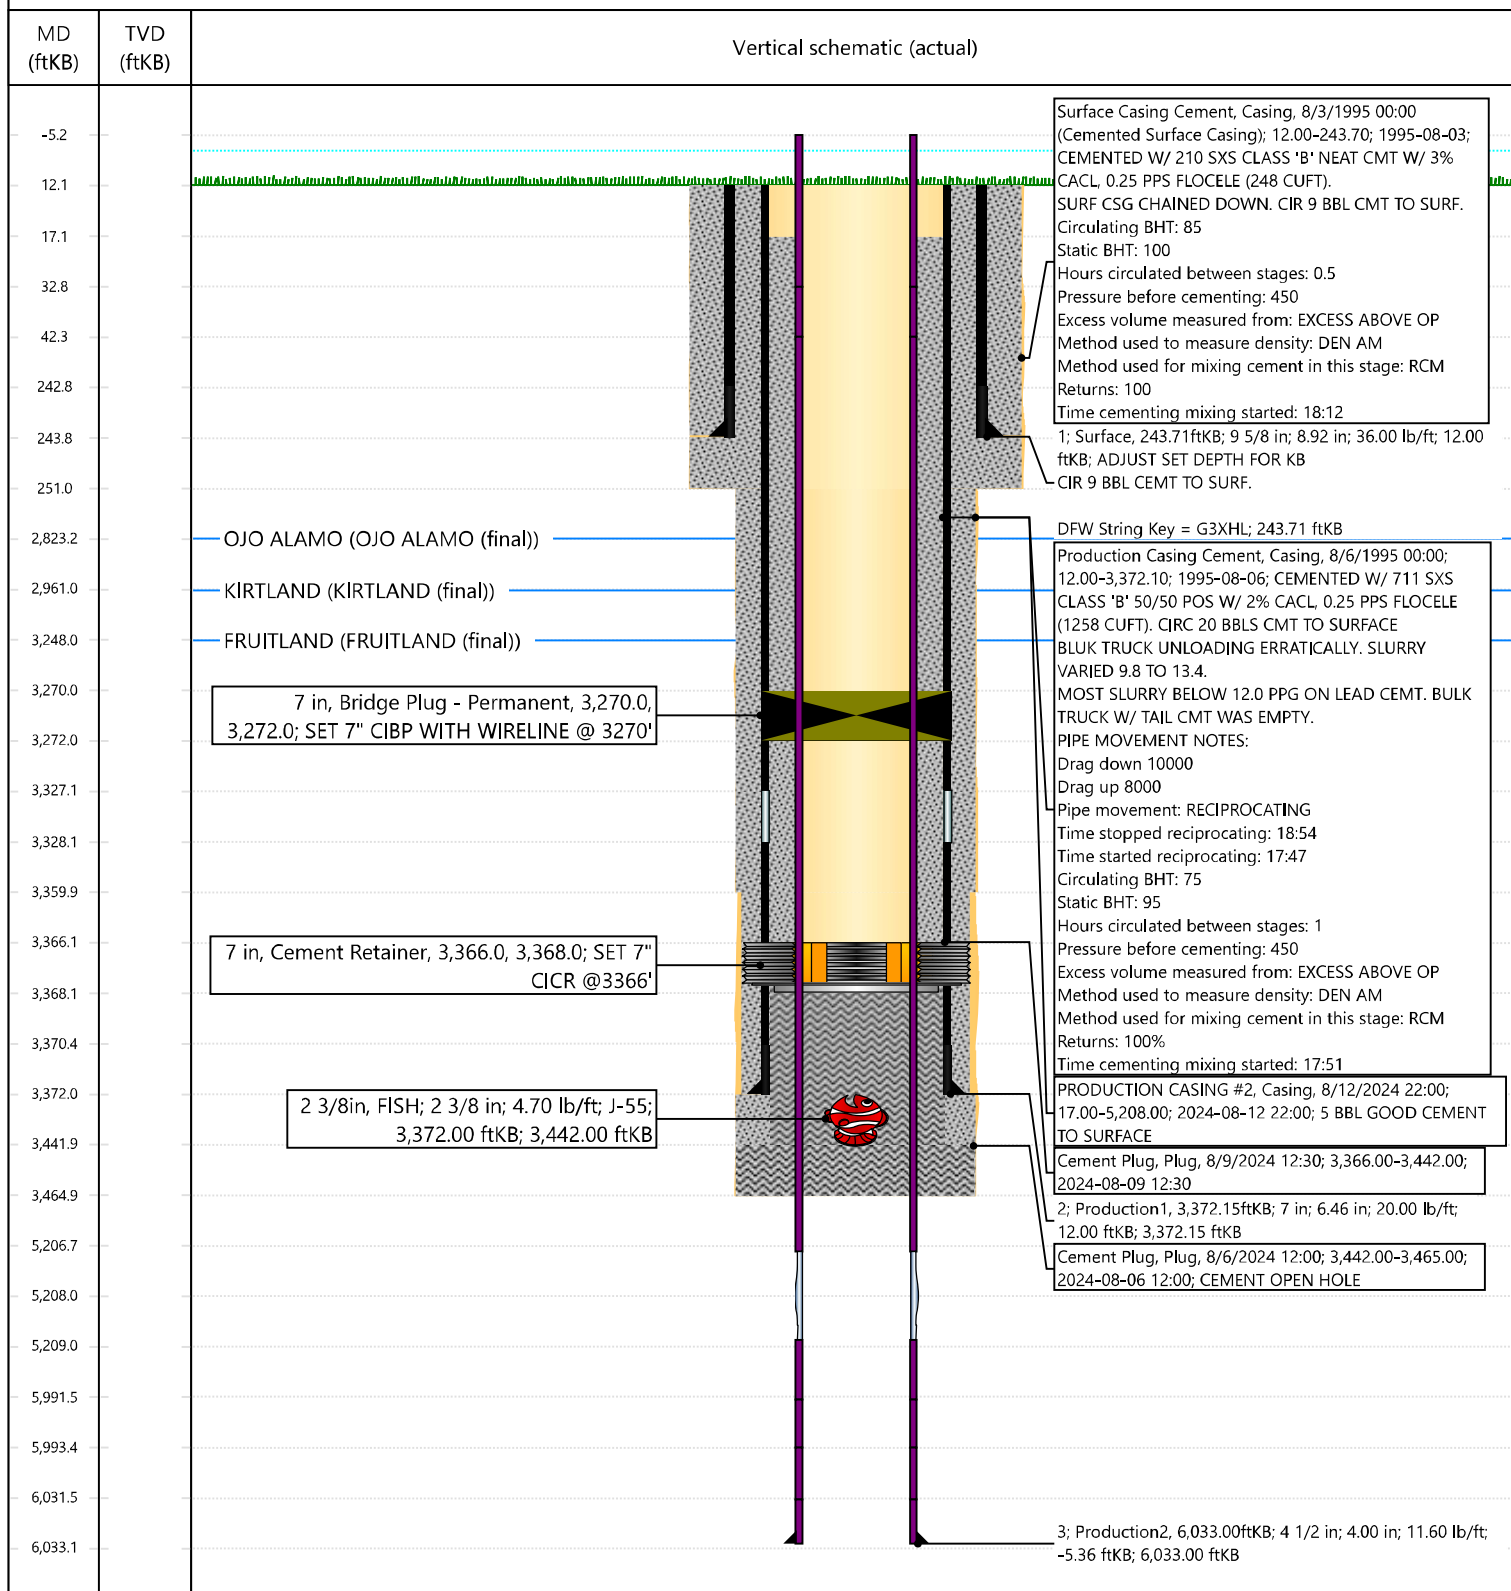 MD
(ftKB)
TVD
(ftKB)
Vertical schematic (actual)
-5.2
12.1
17.1
32.8
42.3
242.8
243.8
251.0
2,823.2
2,961.0
3,248.0
3,270.0
3,272.0
3,327.1
3,328.1
3,359.9
3,366.1
3,368.1
3,370.4
3,372.0
3,441.9
3,464.9
5,206.7
5,208.0
5,209.0
5,991.5
5,993.4
6,031.5
6,033.1
OJO ALAMO (OJO ALAMO (final))
KIRTLAND (KIRTLAND (final))
FRUITLAND (FRUITLAND (final))
7 in, Bridge Plug - Permanent, 3,270.0,
3,272.0; SET 7" CIBP WITH WIRELINE @ 3270'
7 in, Cement Retainer, 3,366.0, 3,368.0; SET 7"
CICR @3366'
2 3/8in, FISH; 2 3/8 in; 4.70 lb/ft; J-55;
3,372.00 ftKB; 3,442.00 ftKB
Surface Casing Cement, Casing, 8/3/1995 00:00
(Cemented Surface Casing); 12.00-243.70; 1995-08-03;
CEMENTED W/ 210 SXS CLASS 'B' NEAT CMT W/ 3%
CACL, 0.25 PPS FLOCELE (248 CUFT).
SURF CSG CHAINED DOWN. CIR 9 BBL CMT TO SURF.
Circulating BHT: 85
Static BHT: 100
Hours circulated between stages: 0.5
Pressure before cementing: 450
Excess volume measured from: EXCESS ABOVE OP
Method used to measure density: DEN AM
Method used for mixing cement in this stage: RCM
Returns: 100
Time cementing mixing started: 18:12
1; Surface, 243.71ftKB; 9 5/8 in; 8.92 in; 36.00 lb/ft; 12.00
ftKB; ADJUST SET DEPTH FOR KB
CIR 9 BBL CEMT TO SURF.
DFW String Key = G3XHL; 243.71 ftKB
Production Casing Cement, Casing, 8/6/1995 00:00;
12.00-3,372.10; 1995-08-06; CEMENTED W/ 711 SXS
CLASS 'B' 50/50 POS W/ 2% CACL, 0.25 PPS FLOCELE
(1258 CUFT). CIRC 20 BBLS CMT TO SURFACE
BLUK TRUCK UNLOADING ERRATICALLY. SLURRY
VARIED 9.8 TO 13.4.
MOST SLURRY BELOW 12.0 PPG ON LEAD CEMT. BULK
TRUCK W/ TAIL CMT WAS EMPTY.
PIPE MOVEMENT NOTES:
Drag down 10000
Drag up 8000
Pipe movement: RECIPROCATING
Time stopped reciprocating: 18:54
Time started reciprocating: 17:47
Circulating BHT: 75
Static BHT: 95
Hours circulated between stages: 1
Pressure before cementing: 450
Excess volume measured from: EXCESS ABOVE OP
Method used to measure density: DEN AM
Method used for mixing cement in this stage: RCM
Returns: 100%
Time cementing mixing started: 17:51
PRODUCTION CASING #2, Casing, 8/12/2024 22:00;
17.00-5,208.00; 2024-08-12 22:00; 5 BBL GOOD CEMENT
TO SURFACE
Cement Plug, Plug, 8/9/2024 12:30; 3,366.00-3,442.00;
2024-08-09 12:30
2; Production1, 3,372.15ftKB; 7 in; 6.46 in; 20.00 lb/ft;
12.00 ftKB; 3,372.15 ftKB
Cement Plug, Plug, 8/6/2024 12:00; 3,442.00-3,465.00;
2024-08-06 12:00; CEMENT OPEN HOLE
3; Production2, 6,033.00ftKB; 4 1/2 in; 4.00 in; 11.60 lb/ft;
-5.36 ftKB; 6,033.00 ftKB